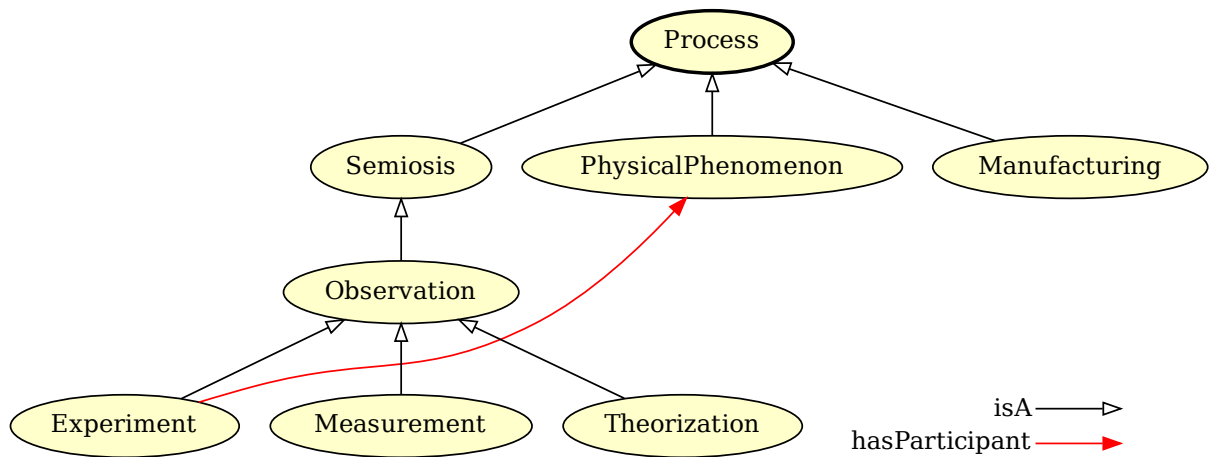 Process
Semiosis
PhysicalPhenomenon
Manufacturing
Observation
Experiment
Measurement
Theorization
isA
hasParticipant